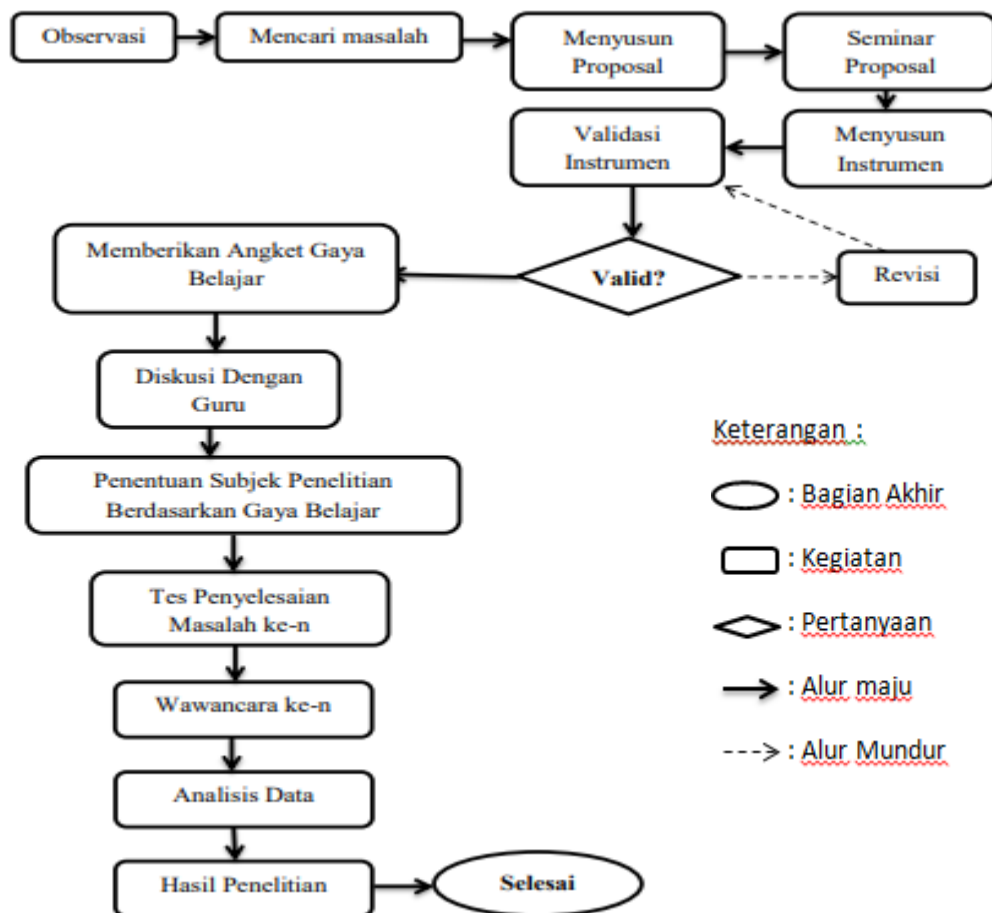 Observasi
Mencari masalah
Menyusun
Proposal
Seminar
Proposal
Menyusun
Instrumen
Validasi
Instrumen
Valid?
Revisi
Memberikan Angket Gaya
Belajar
Diskusi Dengan
Guru
Penentuan Subjek Penelitian
Berdasarkan Gaya Belajar
Tes Penyelesaian
Masalah ke-n
Wawancara ke-n
Analisis Data
Hasil Penelitian
Selesai
Keterangan :
: Bagian Akhir
: Kegiatan
: Pertanyaan
: Alur maju
: Alur Mundur